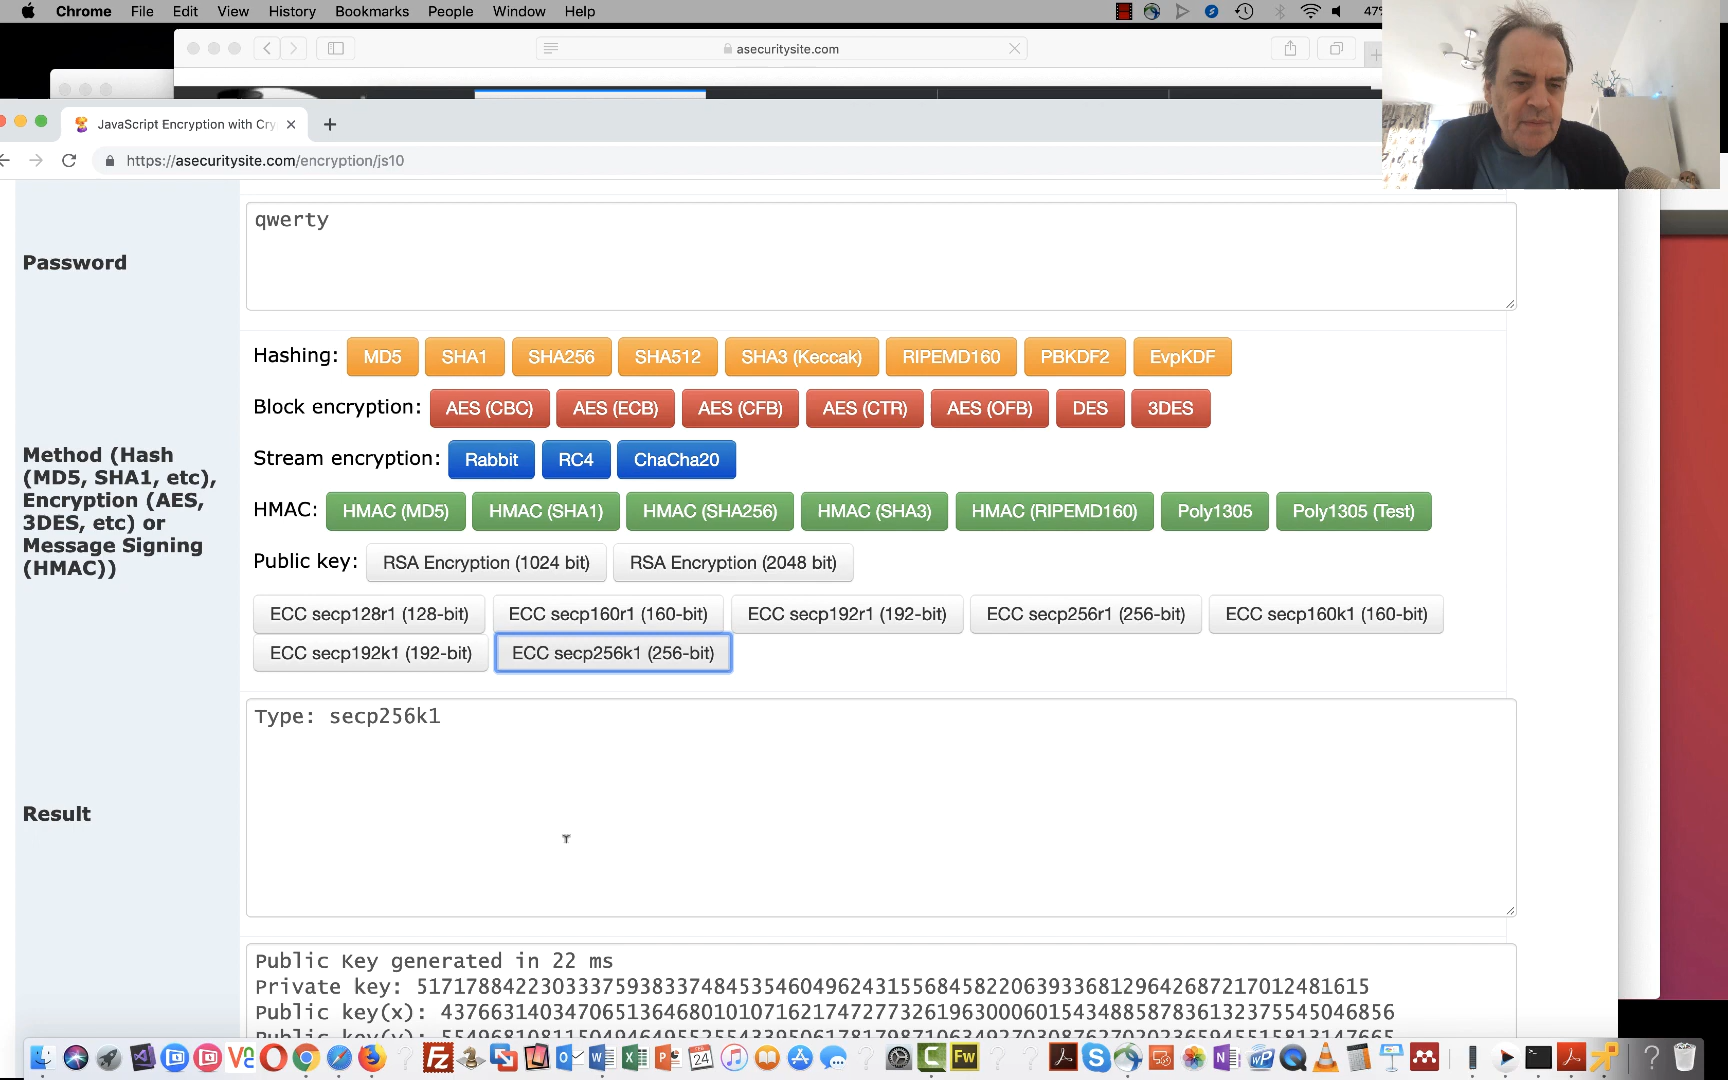 Chrome File Edit View History Bookmarks People Window Help
47%
asecuritysite.com
JavaScript Encryption with Cry
https://asecuritysite.com/encryption/js10
Password
qwerty
Method (Hash (MD5, SHA1, etc), Encryption (AES, 3DES, etc) or Message Signing (HMAC))
Hashing: MD5 SHA1 SHA256 SHA512 SHA3 (Keccak) RIPEMD160 PBKDF2 EvpKDF
Block encryption: AES (CBC) AES (ECB) AES (CFB) AES (CTR) AES (OFB) DES 3DES
Stream encryption: Rabbit RC4 ChaCha20
HMAC: HMAC (MD5) HMAC (SHA1) HMAC (SHA256) HMAC (SHA3) HMAC (RIPEMD160) Poly1305 Poly1305 (Test)
Public key: RSA Encryption (1024 bit) RSA Encryption (2048 bit)
ECC secp128r1 (128-bit) ECC secp160r1 (160-bit) ECC secp192r1 (192-bit) ECC secp256r1 (256-bit) ECC secp160k1 (160-bit)
ECC secp192k1 (192-bit) ECC secp256k1 (256-bit)
Result
Type: secp256k1
Public Key generated in 22 ms
Private key: 51717884223033375938337484535460496243155684582206393368129642687217012481615
Public key(x): 43766314034706513646801010716217472773261963000601543488587836132375545046856